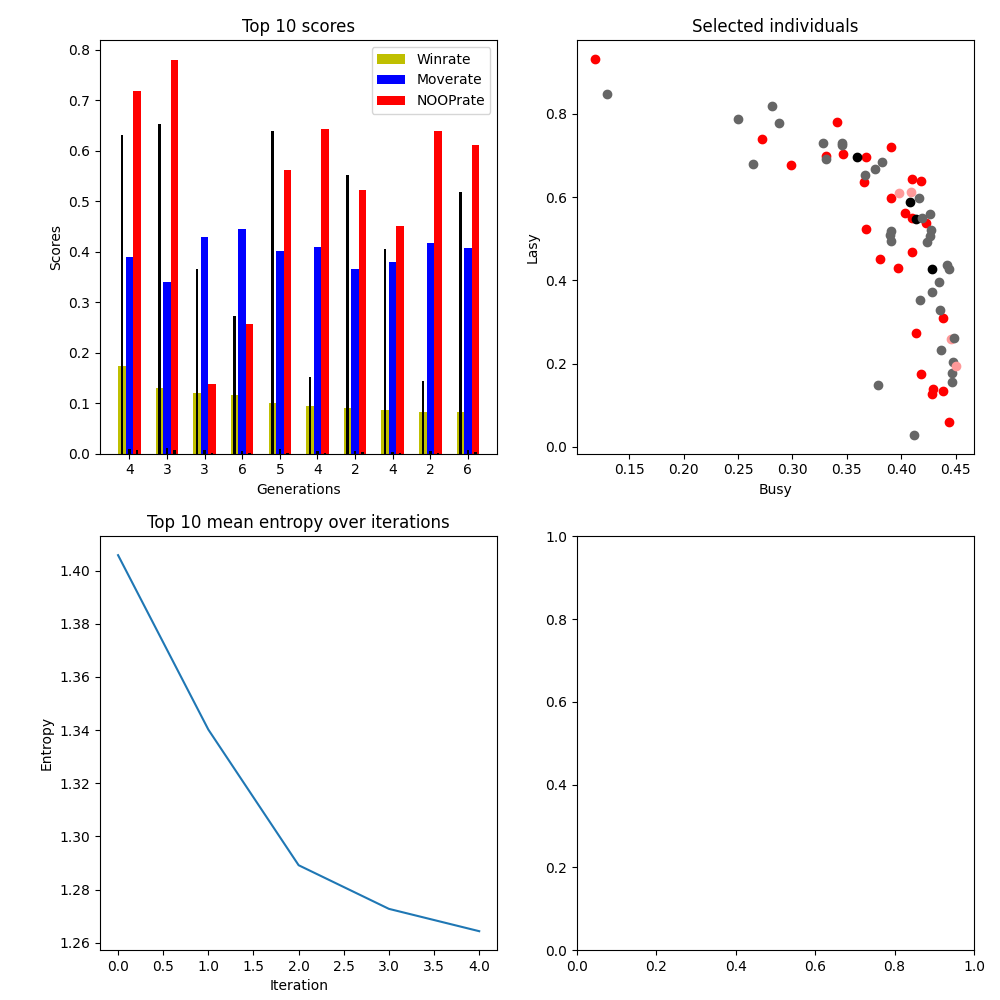 Top 10 scores
Scores
0.8
0.7
0.6
0.5
0.4
0.3
0.2
0.1
0.0
Winrate
Moverate
NOOPrate
4 3 3 6 5 4 2 4 2 6
Generations
Selected individuals
Lasy
0.8
0.6
0.4
0.2
0.0
0.15 0.20 0.25 0.30 0.35 0.40 0.45
Busy
Top 10 mean entropy over iterations
Entropy
1.40
1.38
1.36
1.34
1.32
1.30
1.28
1.26
0.0 0.5 1.0 1.5 2.0 2.5 3.0 3.5 4.0
Iteration
1.0
0.8
0.6
0.4
0.2
0.0
0.0 0.2 0.4 0.6 0.8 1.0